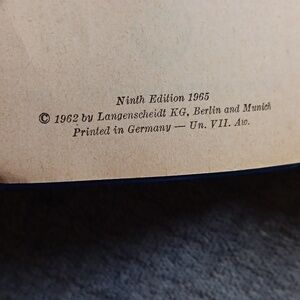 Ninth Edition 1965
© 1962 by Langenscheidt KG, Berlin and Munich
Printed in Germany — Un. VII. Aw.